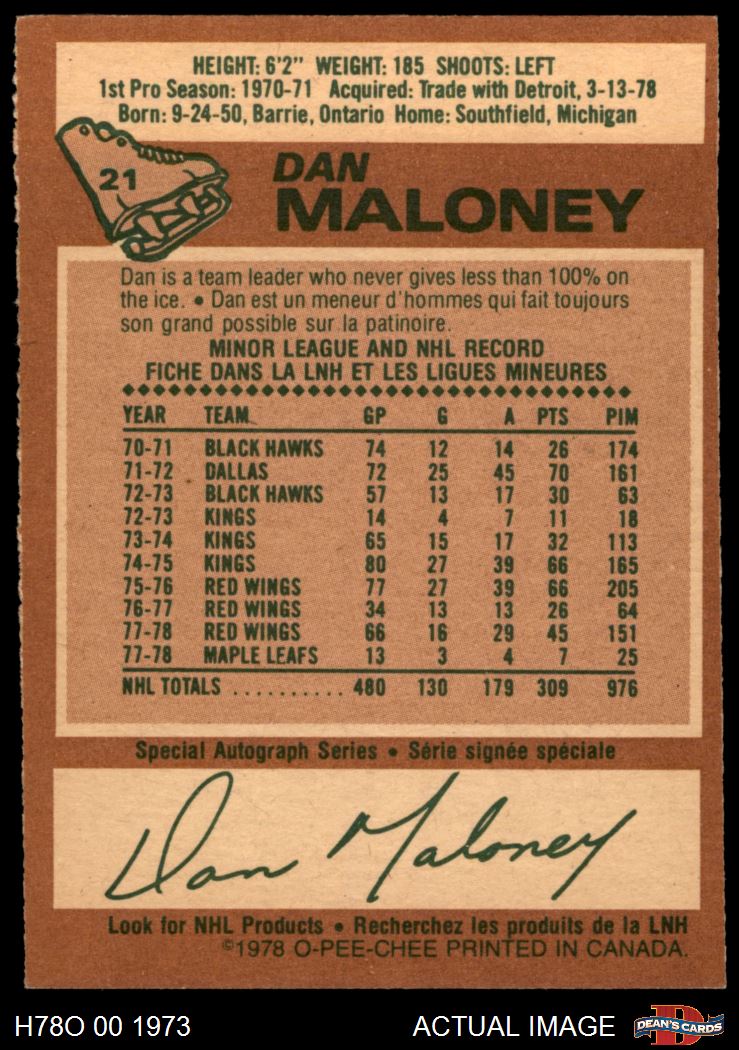 HEIGHT: 6'2" WEIGHT: 185 SHOOTS: LEFT
1st Pro Season: 1970-71 Acquired: Trade with Detroit, 3-13-78
Born: 9-24-50, Barrie, Ontario Home: Southfield, Michigan
21
DAN
MALONEY
Dan is a team leader who never gives less than 100% on
the ice. • Dan est un meneur d'hommes qui fait toujours
son grand possible sur la patinoire.
MINOR LEAGUE AND NHL RECORD
FICHE DANS LA LNH ET LES LIGUES MINEURES
YEAR TEAM GP G A PTS PIM
70-71 BLACK HAWKS 74 12 14 26 174
71-72 DALLAS 72 25 45 70 161
72-73 BLACK HAWKS 57 13 17 30 63
72-73 KINGS 14 4 7 11 18
73-74 KINGS 65 15 17 32 113
74-75 KINGS 80 27 39 66 165
75-76 RED WINGS 77 27 39 66 205
76-77 RED WINGS 34 13 13 26 64
77-78 RED WINGS 66 16 29 45 151
77-78 MAPLE LEAFS 13 3 4 7 25
NHL TOTALS .......... 480 130 179 309 976
Special Autograph Series • Série signée spéciale
Dan Maloney
Look for NHL Products • Recherchez les produits de la LNH
©1978 O-PEE-CHEE PRINTED IN CANADA.
H78O 00 1973 ACTUAL IMAGE D DEAN'S CARDS